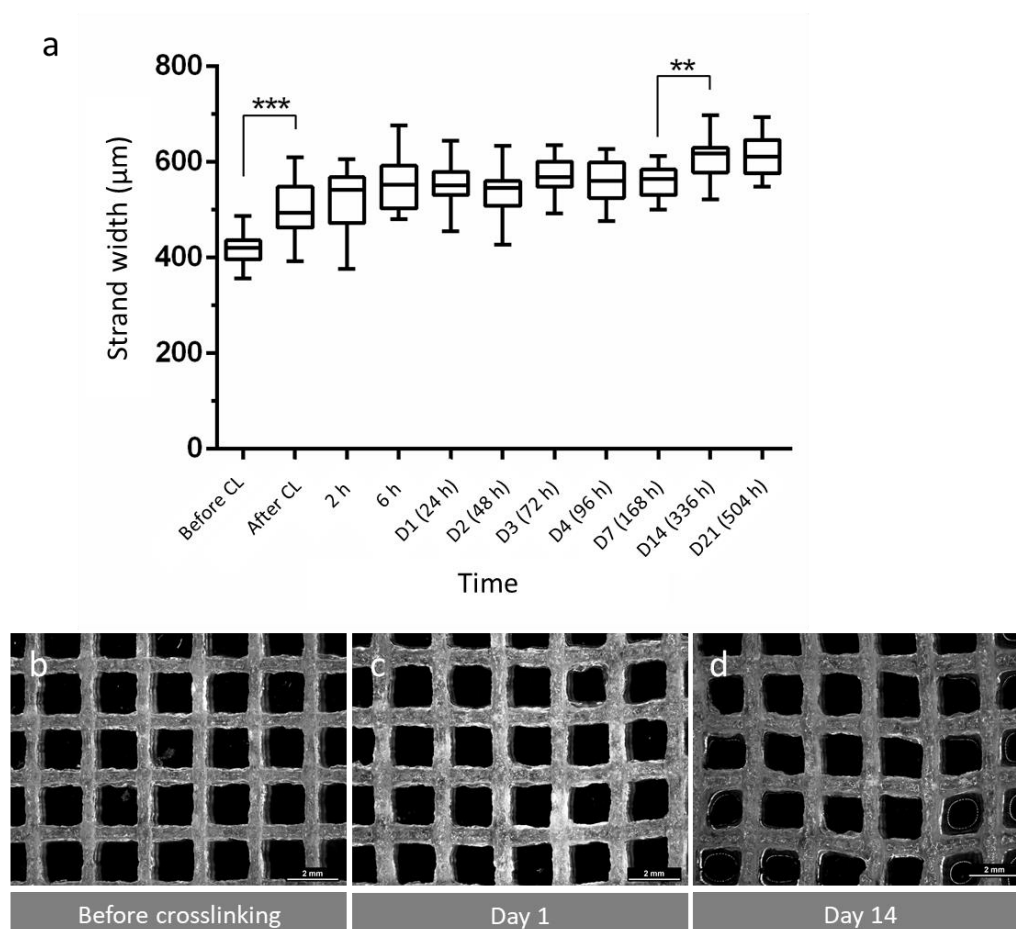 a
800
600
400
200
0
Strand width (µm)
***
**
Before CL
After CL
2 h
6 h
D1 (24 h)
D2 (48 h)
D3 (72 h)
D4 (96 h)
D7 (168 h)
D14 (336 h)
D21 (504 h)
Time
b
c
d
2 mm
2 mm
2 mm
Before crosslinking
Day 1
Day 14